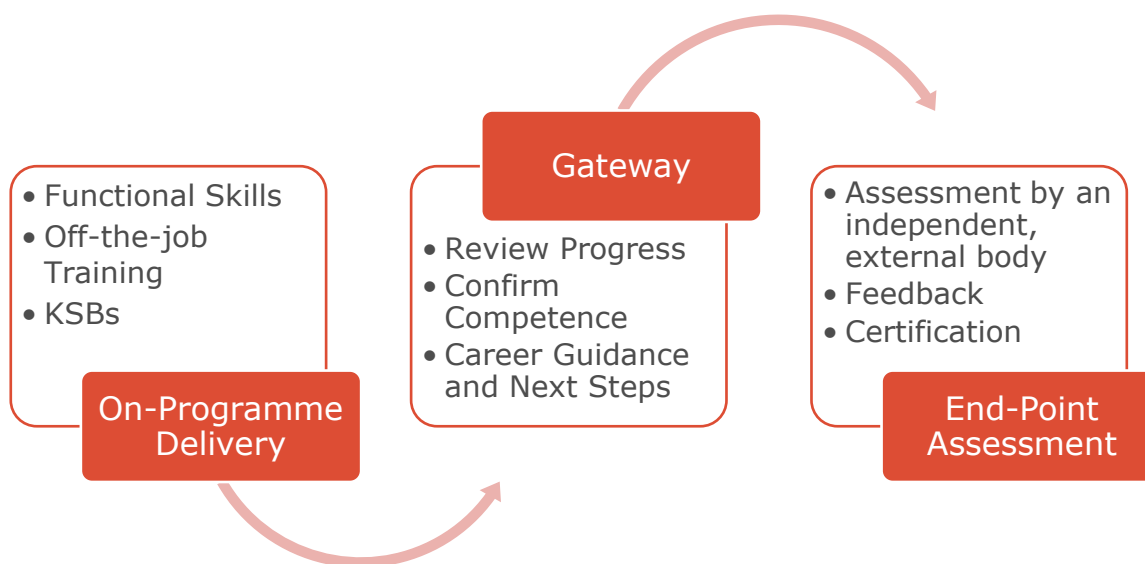 • Functional Skills
• Off-the-job
Training
• KSBs
On-Programme
Delivery
Gateway
• Review Progress
• Confirm
Competence
• Career Guidance
and Next Steps
• Assessment by an
independent,
external body
• Feedback
• Certification
End-Point
Assessment